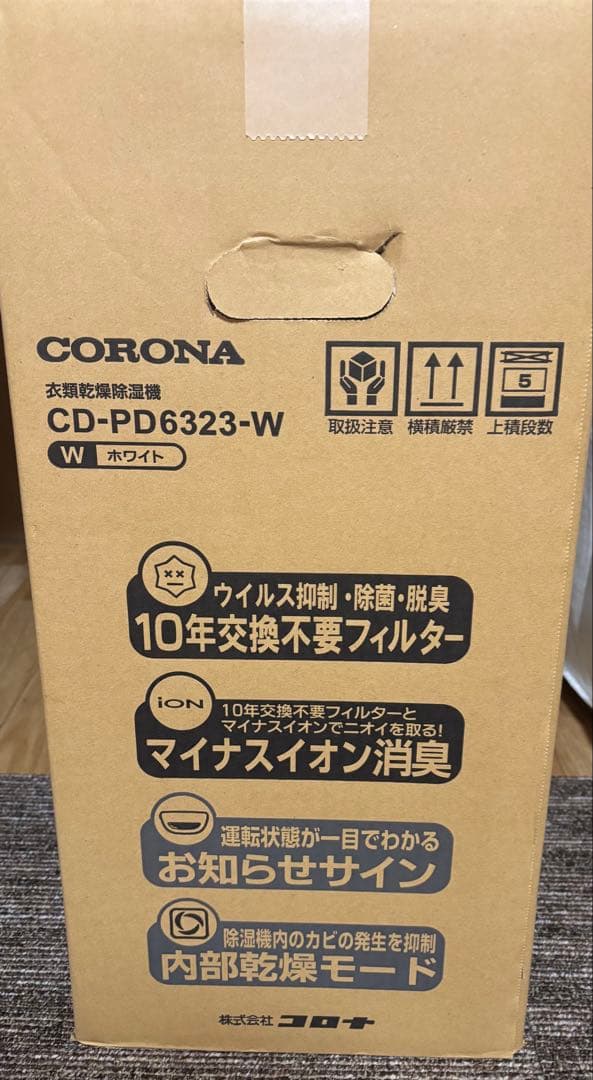 CORONA
衣類乾燥除湿機
CD-PD6323-W
W ホワイト
5
取扱注意 横積厳禁 上積段数
ウイルス抑制・除菌・脱臭
10年交換不要フィルター
iON
10年交換不要フィルターと
マイナスイオンでニオイを取る!
マイナスイオン消臭
運転状態が一目でわかる
お知らせサイン
除湿機内のカビの発生を抑制
内部乾燥モード
株式会社 コロナ